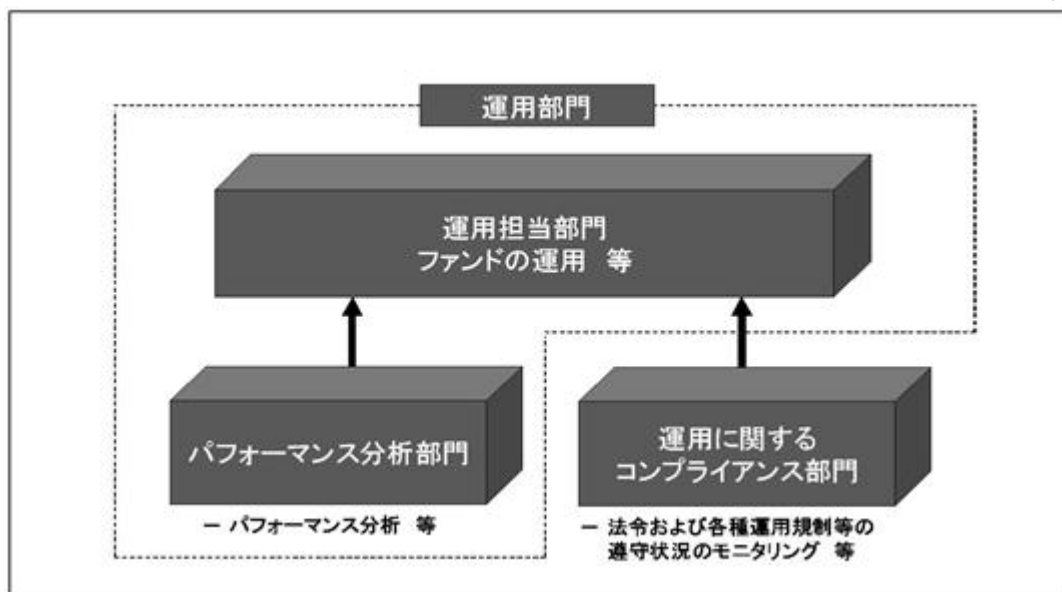 運用部門
運用担当部門
ファンドの運用 等
パフォーマンス分析部門
− パフォーマンス分析 等
運用に関する
コンプライアンス部門
− 法令および各種運用規制等の
遵守状況のモニタリング 等